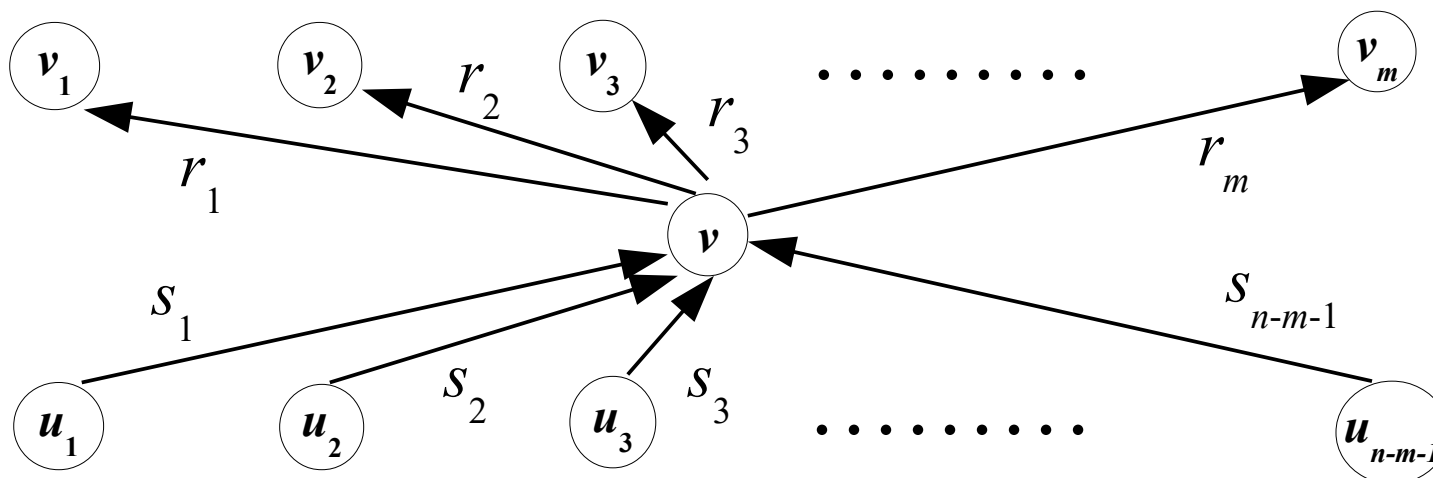 v₁ v₂ v₃ ......... vₘ
r₁ r₂ r₃ rₘ
v
s₁ s₂ s₃ sₙ₋ₘ₋₁
u₁ u₂ u₃ ......... uₙ₋ₘ₋₁